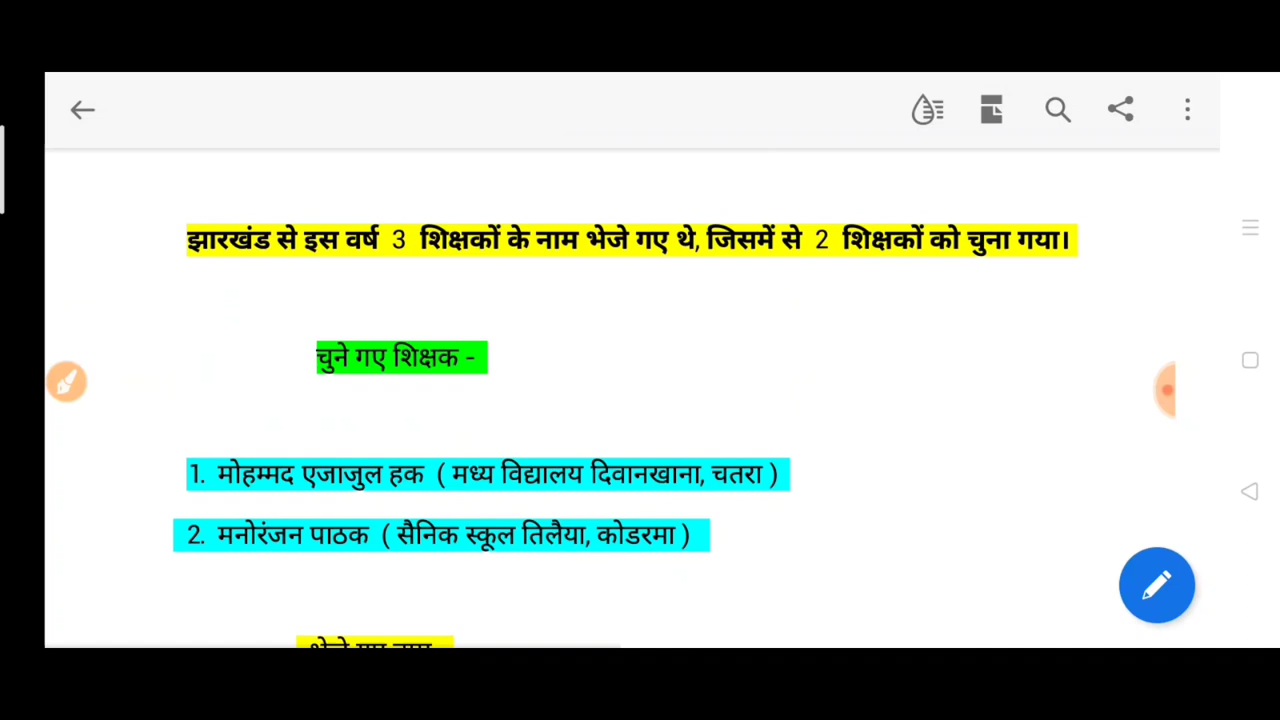 झारखंड से इस वर्ष 3 शिक्षकों के नाम भेजे गए थे, जिसमें से 2 शिक्षकों को चुना गया।
चुने गए शिक्षक -
1. मोहम्मद एजाजुल हक ( मध्य विद्यालय दिवानखाना, चतरा )
2. मनोरंजन पाठक ( सैनिक स्कूल तिलैया, कोडरमा )